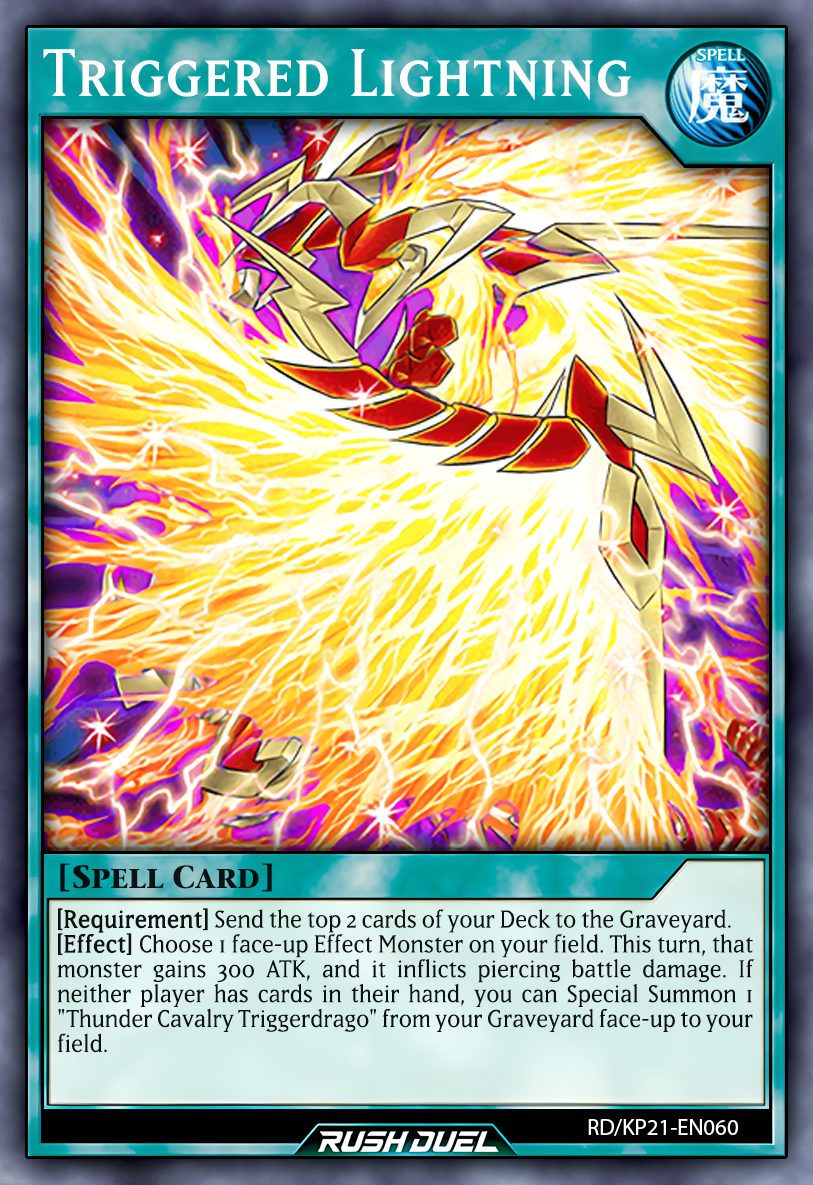 Triggered Lightning
SPELL
魔
[Spell Card]
[Requirement] Send the top 2 cards of your Deck to the Graveyard.
[Effect] Choose 1 face-up Effect Monster on your field. This turn, that
monster gains 300 ATK, and it inflicts piercing battle damage. If
neither player has cards in their hand, you can Special Summon 1
"Thunder Cavalry Triggerdrago" from your Graveyard face-up to your
field.
RD/KP21-EN060
RUSH DUEL